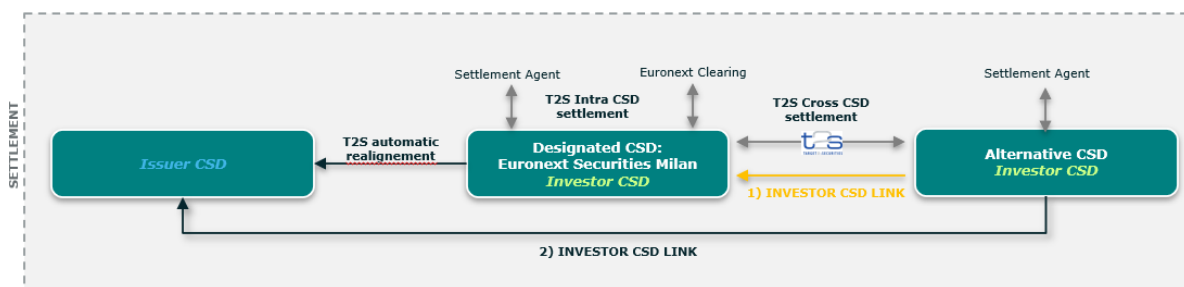 SETTLEMENT
Settlement Agent
Euronext Clearing
Settlement Agent
T2S Intra CSD
settlement
T2S Cross CSD
settlement
T2S automatic
realignement
Issuer CSD
Designated CSD:
Euronext Securities Milan
Investor CSD
t2s
Alternative CSD
Investor CSD
1) INVESTOR CSD LINK
2) INVESTOR CSD LINK